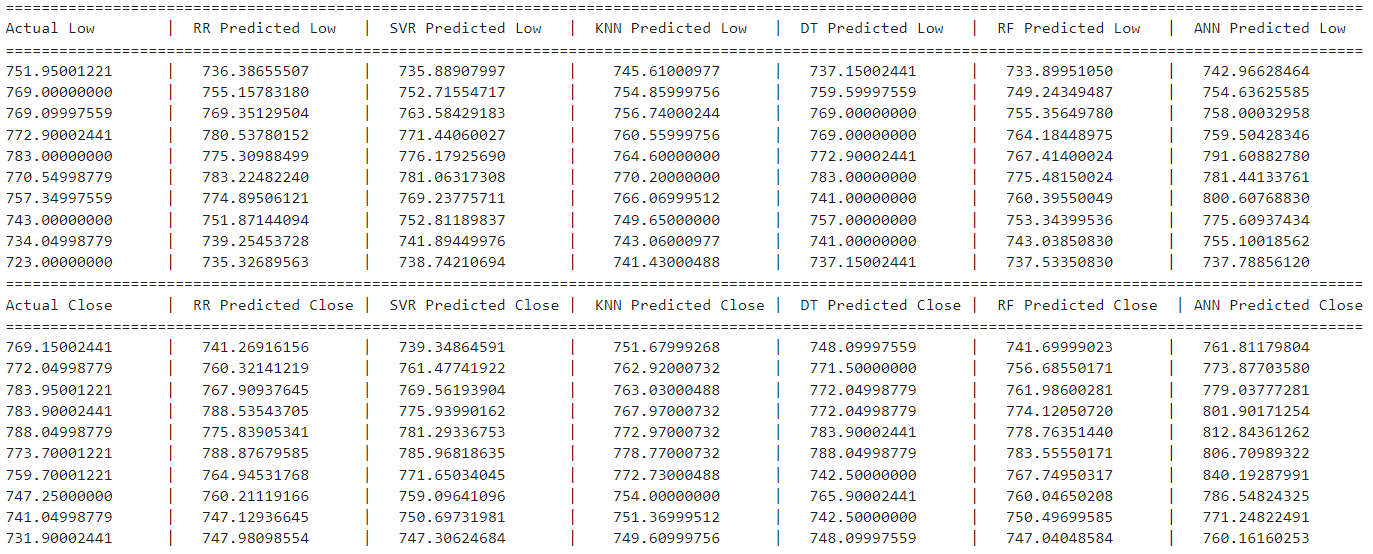 ====================================================================================================================================================
Actual Low | RR Predicted Low | SVR Predicted Low | KNN Predicted Low | DT Predicted Low | RF Predicted Low | ANN Predicted Low
====================================================================================================================================================
751.95001221 | 736.38655507 | 735.88907997 | 745.61000977 | 737.15002441 | 733.89951050 | 742.96628464
769.00000000 | 755.15783180 | 752.71554717 | 754.85999756 | 759.59997559 | 749.24349487 | 754.63625585
769.09997559 | 769.35129504 | 763.58429183 | 756.74000244 | 769.00000000 | 755.35649780 | 758.00032958
772.90002441 | 780.53780152 | 771.44060027 | 760.55999756 | 769.00000000 | 764.18448975 | 759.50428346
783.00000000 | 775.30988499 | 776.17925690 | 764.60000000 | 772.90002441 | 767.41400024 | 791.60882780
770.54998779 | 783.22482240 | 781.06317308 | 770.20000000 | 783.00000000 | 775.48150024 | 781.44133761
757.34997559 | 774.89506121 | 769.23775711 | 766.06999512 | 741.00000000 | 760.39550049 | 800.60768830
743.00000000 | 751.87144094 | 752.81189837 | 749.65000000 | 757.00000000 | 753.34399536 | 775.60937434
734.04998779 | 739.25453728 | 741.89449976 | 743.06000977 | 741.00000000 | 743.03850830 | 755.10018562
723.00000000 | 735.32689563 | 738.74210694 | 741.43000488 | 737.15002441 | 737.53350830 | 737.78856120
====================================================================================================================================================
Actual Close | RR Predicted Close | SVR Predicted Close | KNN Predicted Close | DT Predicted Close | RF Predicted Close | ANN Predicted Close
====================================================================================================================================================
769.15002441 | 741.26916156 | 739.34864591 | 751.67999268 | 748.09997559 | 741.69999023 | 761.81179804
772.04998779 | 760.32141219 | 761.47741922 | 762.92000732 | 771.50000000 | 756.68550171 | 773.87703580
783.95001221 | 767.90937645 | 769.56193904 | 763.03000488 | 772.04998779 | 761.98600281 | 779.03777281
783.90002441 | 788.53543705 | 775.93990162 | 767.97000732 | 772.04998779 | 774.12050720 | 801.90171254
788.04998779 | 775.83905341 | 781.29336753 | 772.97000732 | 783.90002441 | 778.76351440 | 812.84361262
773.70001221 | 788.87679585 | 785.96818635 | 778.77000732 | 788.04998779 | 783.55550171 | 806.70989322
759.70001221 | 764.94531768 | 771.65034045 | 772.73000488 | 742.50000000 | 767.74950317 | 840.19287991
747.25000000 | 760.21119166 | 759.09641096 | 754.00000000 | 765.90002441 | 760.04650208 | 786.54824325
741.04998779 | 747.12936645 | 750.69731981 | 751.36999512 | 742.50000000 | 750.49699585 | 771.24822491
731.90002441 | 747.98098554 | 747.30624684 | 749.60999756 | 748.09997559 | 747.04048584 | 760.16160253